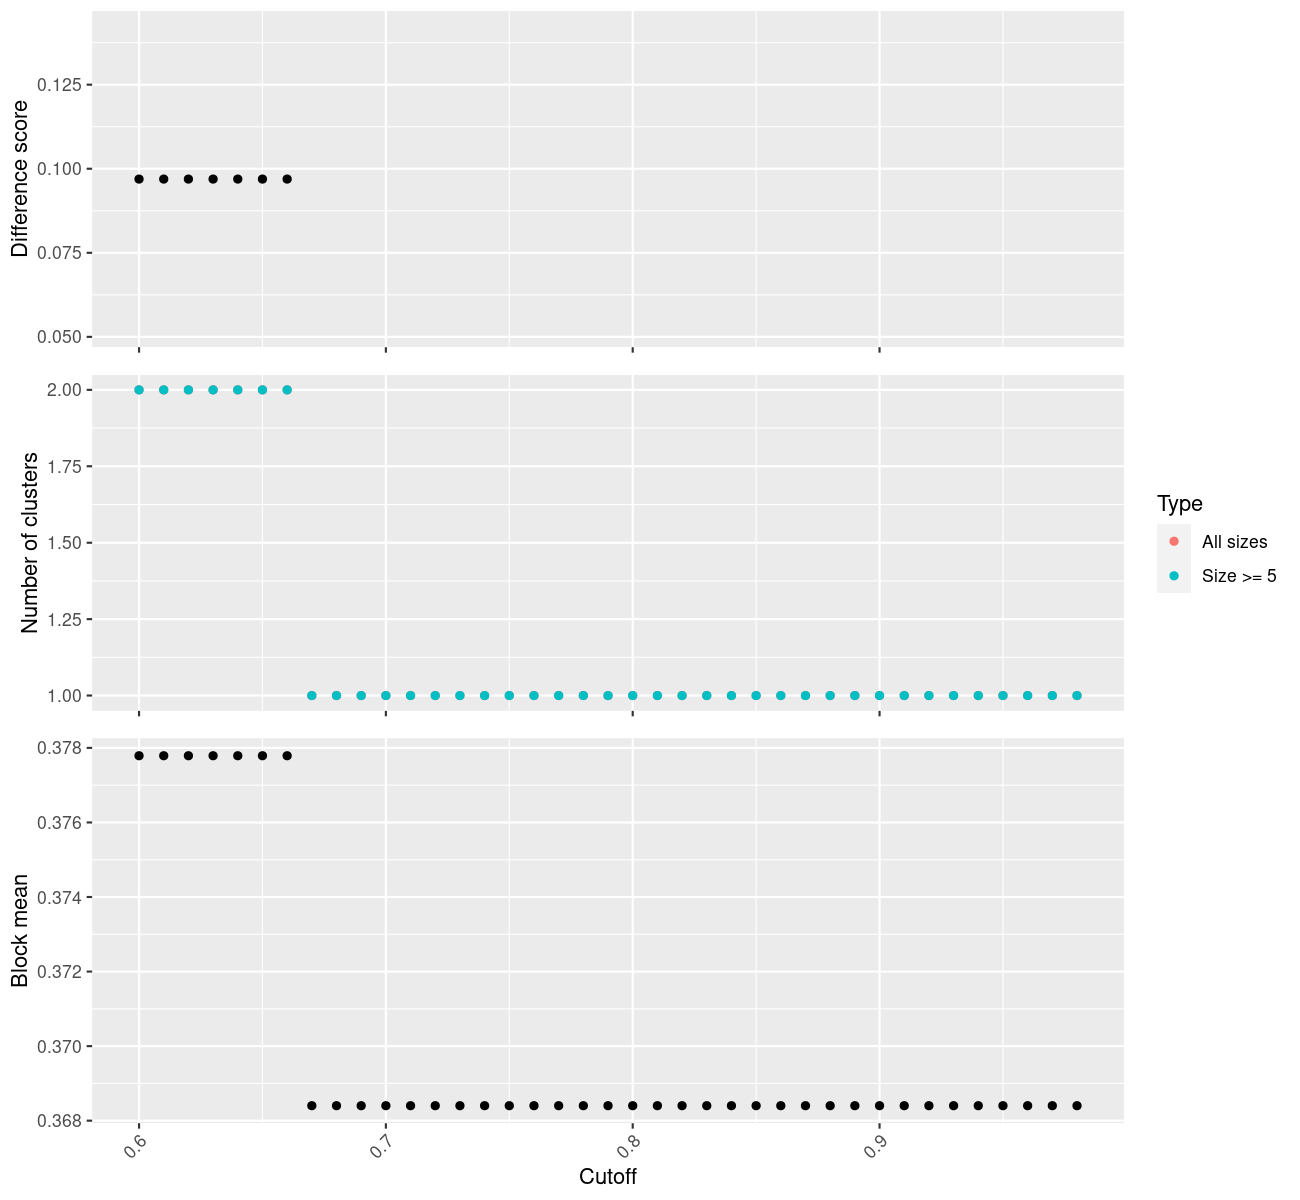 Difference score
0.125
0.100
0.075
0.050
Number of clusters
2.00
1.75
1.50
1.25
1.00
Type
All sizes
Size >= 5
Block mean
0.378
0.376
0.374
0.372
0.370
0.368
0.6
0.7
0.8
0.9
Cutoff